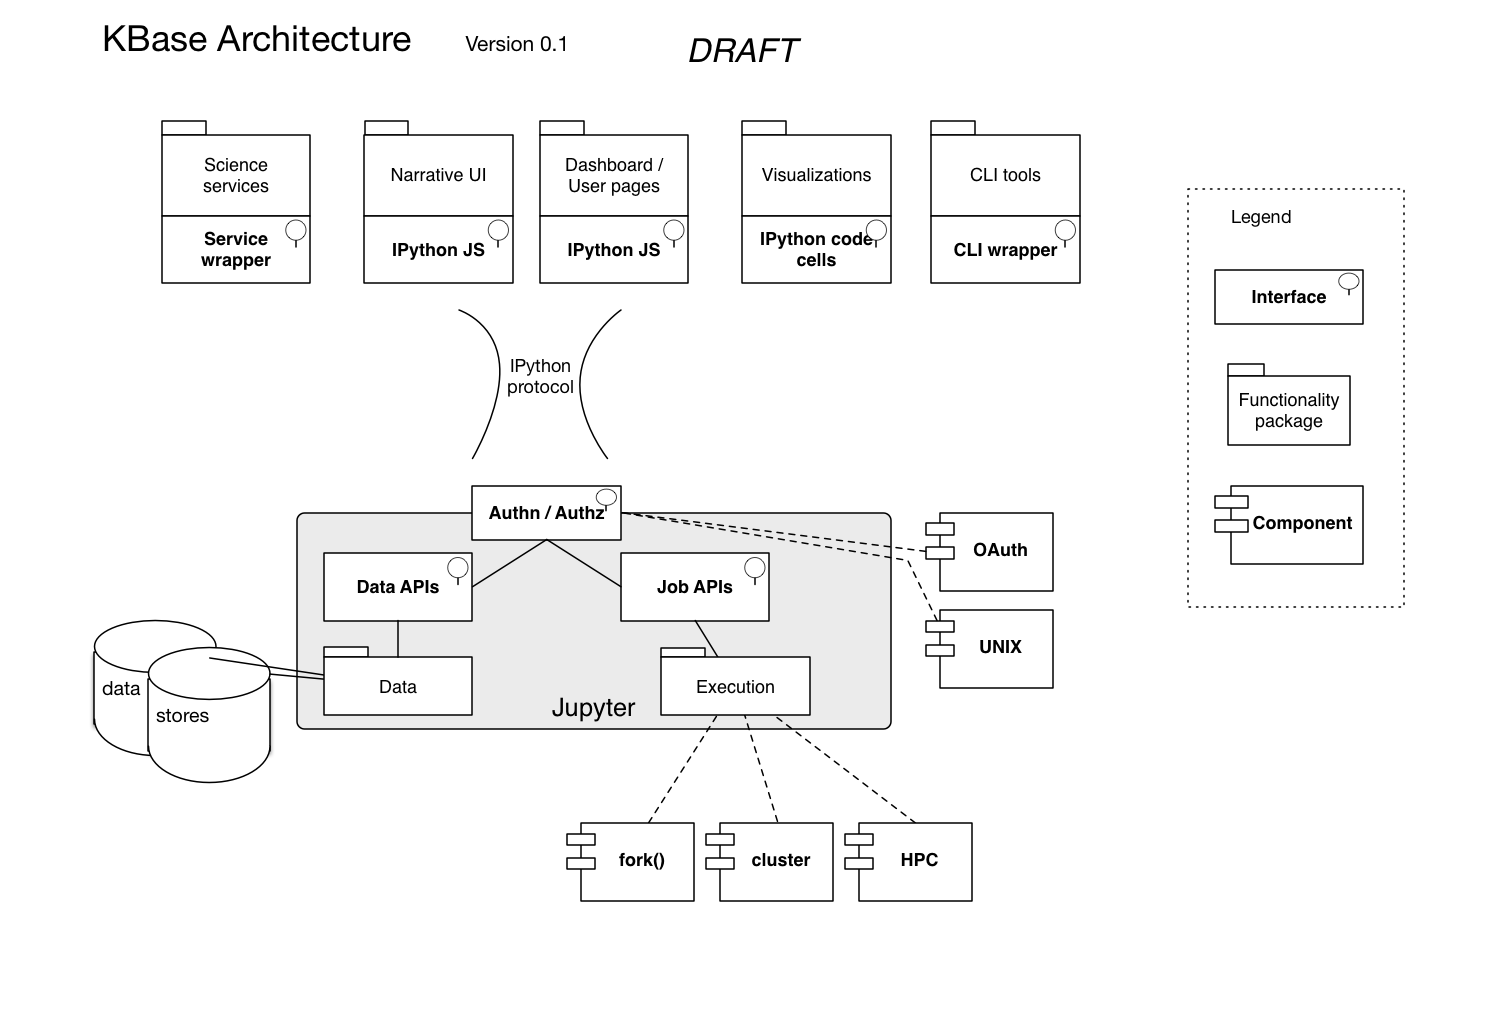 KBase Architecture
Version 0.1
DRAFT
Science
services
Service
wrapper
Narrative UI
IPython JS
Dashboard /
User pages
IPython JS
Visualizations
IPython code
cells
CLI tools
CLI wrapper
Legend
Interface
Functionality
package
Component
IPython
protocol
Authn / Authz
Data APIs
Job APIs
OAuth
UNIX
data
stores
Data
Jupyter
Execution
fork()
cluster
HPC